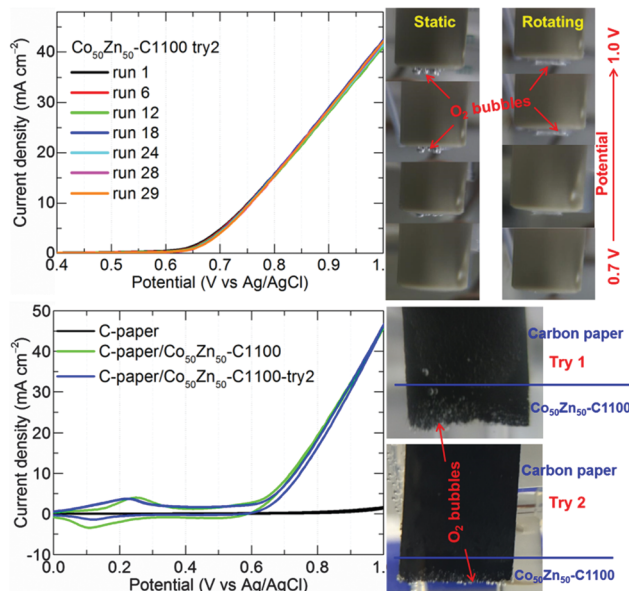 Co₅₀Zn₅₀-C1100 try2
run 1
run 6
run 12
run 18
run 24
run 28
run 29
Current density (mA cm⁻²)
40
30
20
10
0
0.4 0.5 0.6 0.7 0.8 0.9 1.
Potential (V vs Ag/AgCl)
Static
Rotating
O₂ bubbles
1.0 V
Potential
0.7 V
C-paper
C-paper/Co₅₀Zn₅₀-C1100
C-paper/Co₅₀Zn₅₀-C1100-try2
Current density (mA cm⁻²)
50
40
30
20
10
0
-10
0.0 0.2 0.4 0.6 0.8 1.
Potential (V vs Ag/AgCl)
Carbon paper
Try 1
Co₅₀Zn₅₀-C1100
O₂ bubbles
Carbon paper
Try 2
Co₅₀Zn₅₀-C1100